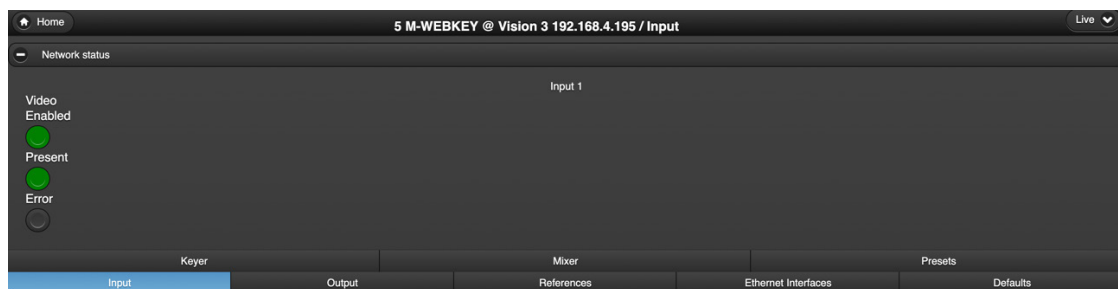 Home
5 M-WEBKEY @ Vision 3 192.168.4.195 / Input
Live
Network status
Input 1
Video
Enabled
Present
Error
Keyer Mixer Presets
Input Output References Ethernet Interfaces Defaults